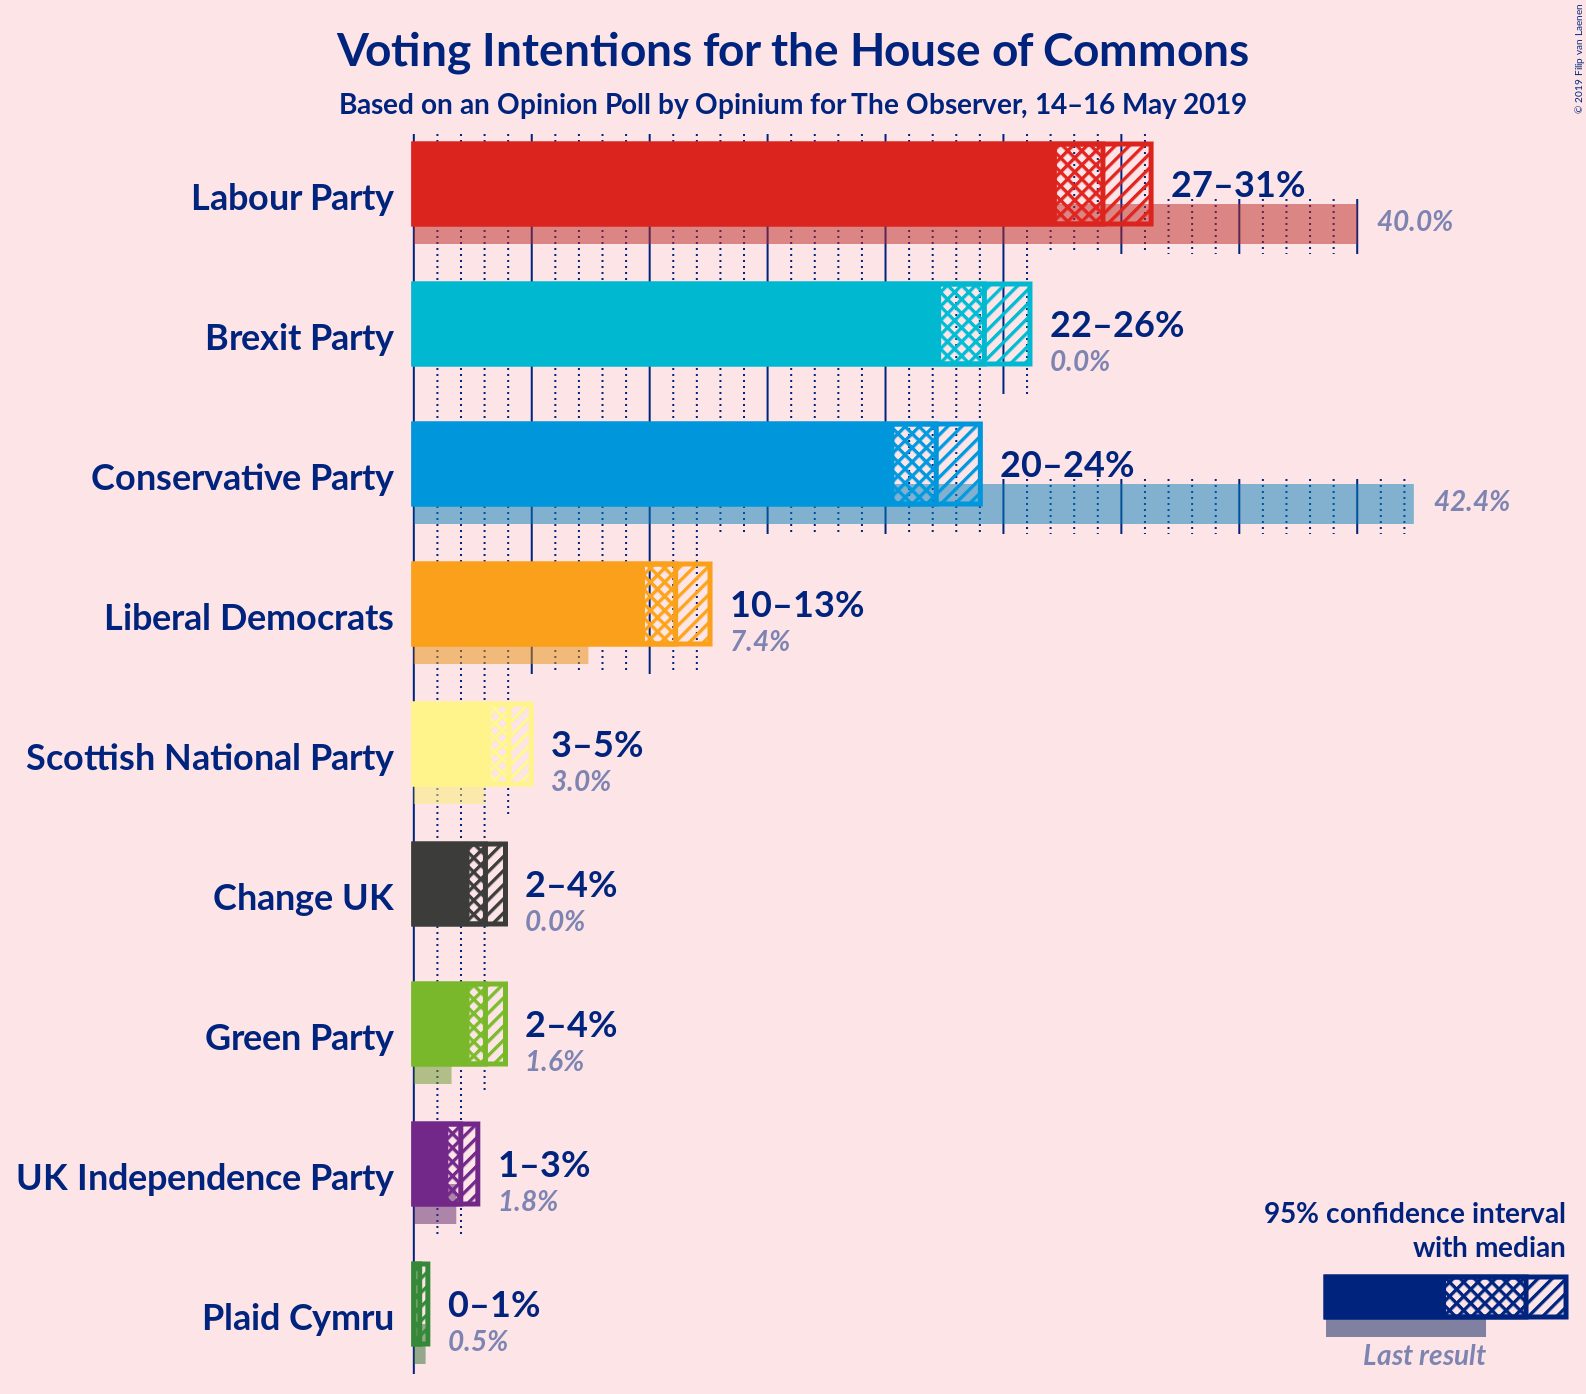 Voting Intentions for the House of Commons
Based on an Opinion Poll by Opinium for The Observer, 14–16 May 2019
© 2019 Filip van Laenen
Labour Party
27–31%
40.0%
Brexit Party
22–26%
0.0%
Conservative Party
20–24%
42.4%
Liberal Democrats
10–13%
7.4%
Scottish National Party
3–5%
3.0%
Change UK
2–4%
0.0%
Green Party
2–4%
1.6%
UK Independence Party
1–3%
1.8%
Plaid Cymru
0–1%
0.5%
95% confidence interval
with median
Last result